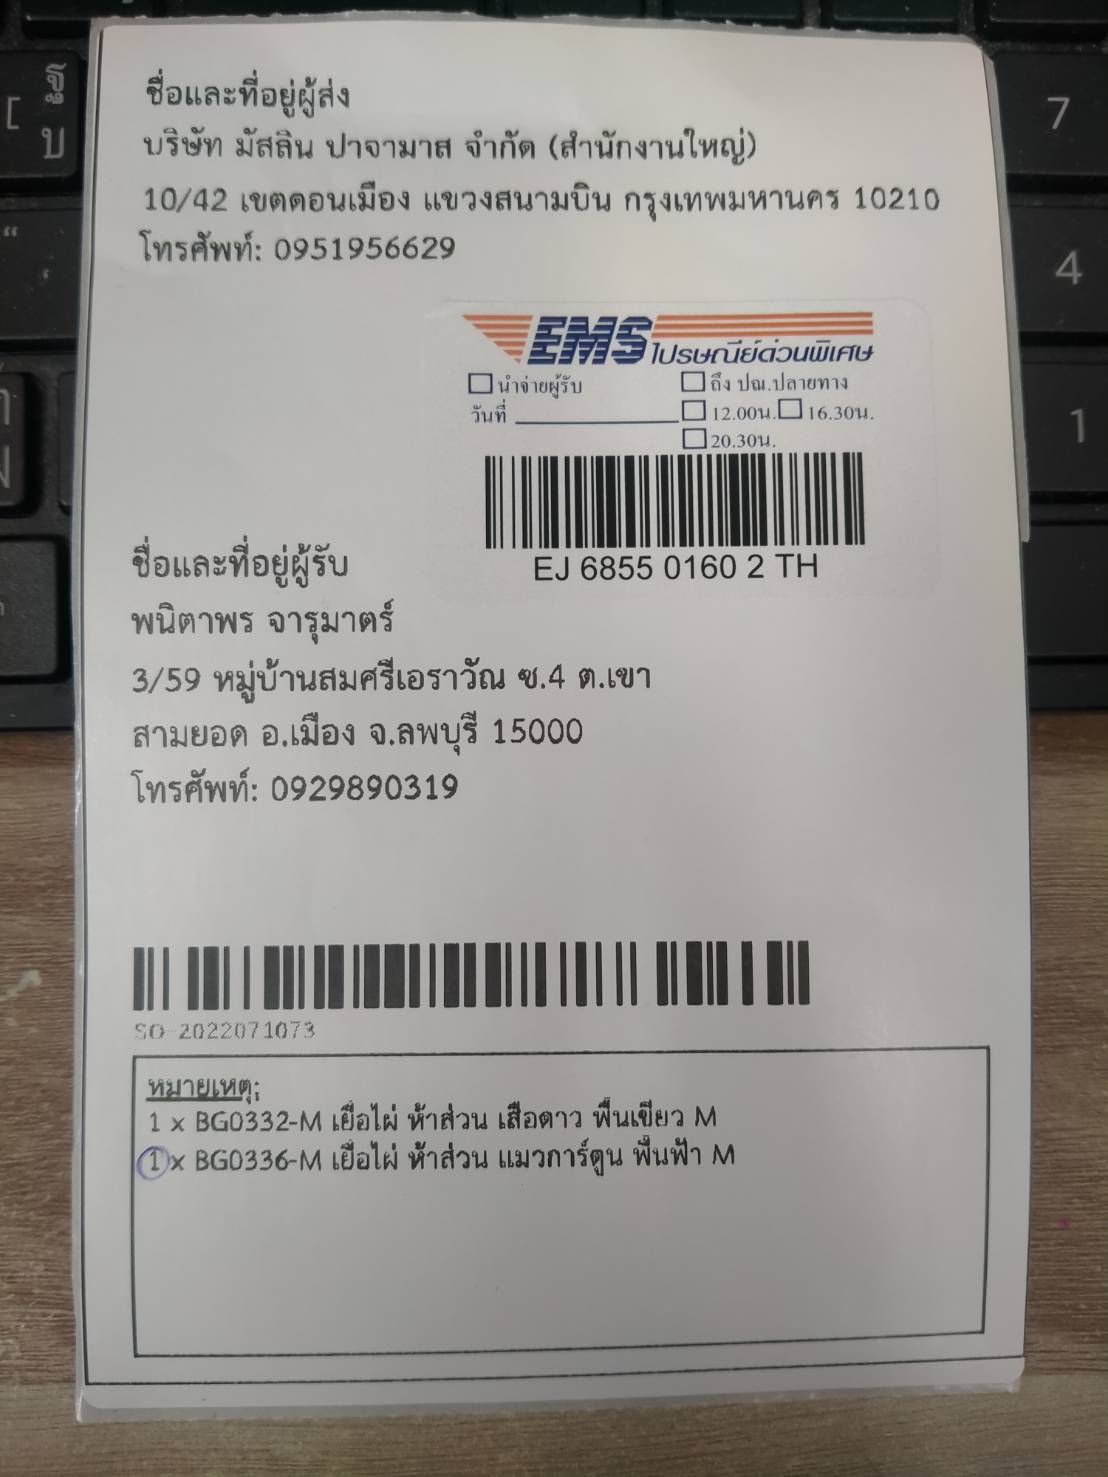 ชื่อและที่อยู่ผู้ส่ง
บริษัท มัสลิน ปาจามาส จำกัด (สำนักงานใหญ่)
10/42 เขตดอนเมือง แขวงสนามบิน กรุงเทพมหานคร 10210
โทรศัพท์: 0951956629
EMS ไปรษณีย์ด่วนพิเศษ
นำจ่ายผู้รับ ถึง ปณ.ปลายทาง
วันที่ 12.00น. 16.30น.
20.30น.
EJ 6855 0160 2 TH
ชื่อและที่อยู่ผู้รับ
พนิตาพร จารุมาตร์
3/59 หมู่บ้านสมศรีเอราวัณ ซ.4 ต.เขา
สามยอด อ.เมือง จ.ลพบุรี 15000
โทรศัพท์: 0929890319
SO-2022071073
หมายเหตุ:
1 x BG0332-M เยื่อไผ่ ห้าส่วน เสือดาว พื้นเขียว M
1 x BG0336-M เยื่อไผ่ ห้าส่วน แมวการ์ตูน พื้นฟ้า M
ฐ
บ
7
4
1